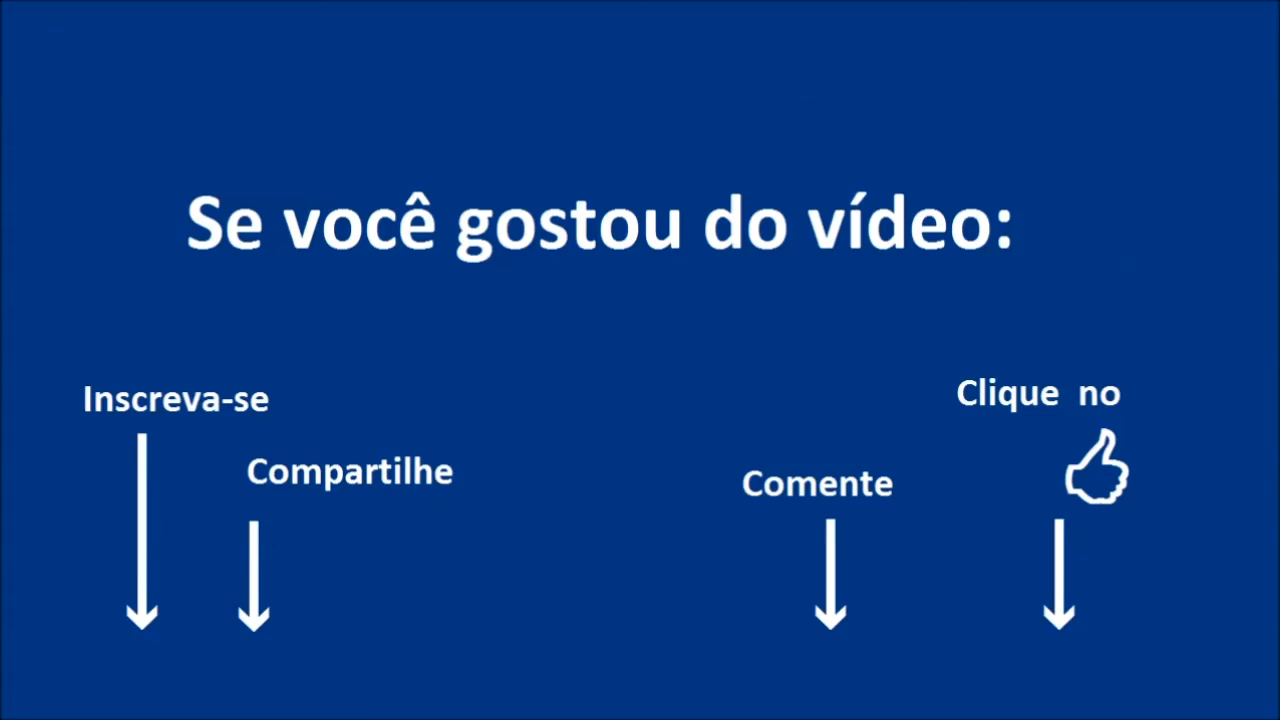 Se você gostou do vídeo:
Inscreva-se
Compartilhe
Comente
Clique no